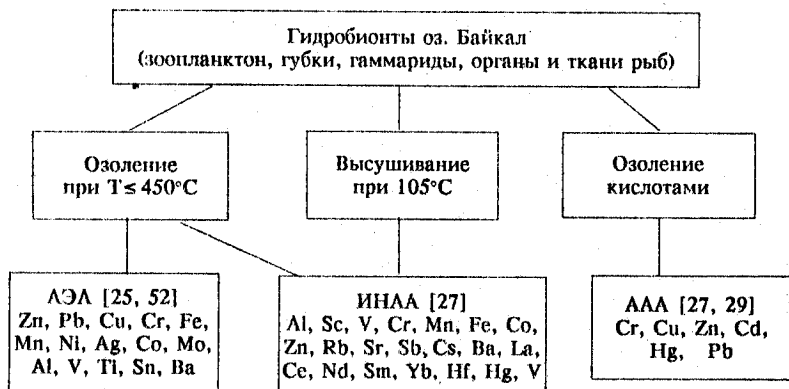 Гидробионты оз. Байкал
(зоопланктон, губки, гаммариды, органы и ткани рыб)
Озоление
при T ≤ 450°C
Высушивание
при 105°C
Озоление
кислотами
АЭА [25, 52]
Zn, Pb, Cu, Cr, Fe,
Mn, Ni, Ag, Co, Mo,
Al, V, Ti, Sn, Ba
ИНАА [27]
Al, Sc, V, Cr, Mn, Fe, Co,
Zn, Rb, Sr, Sb, Cs, Ba, La,
Ce, Nd, Sm, Yb, Hf, Hg, V
ААА [27, 29]
Cr, Cu, Zn, Cd,
Hg, Pb